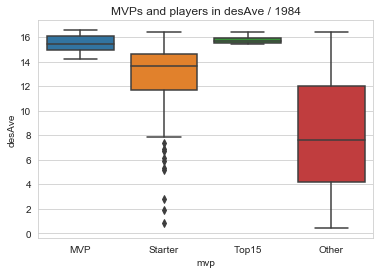 MVPs and players in desAve / 1984
16
14
12
10
8
6
4
2
0
desAve
MVP Starter Top15 Other
mvp